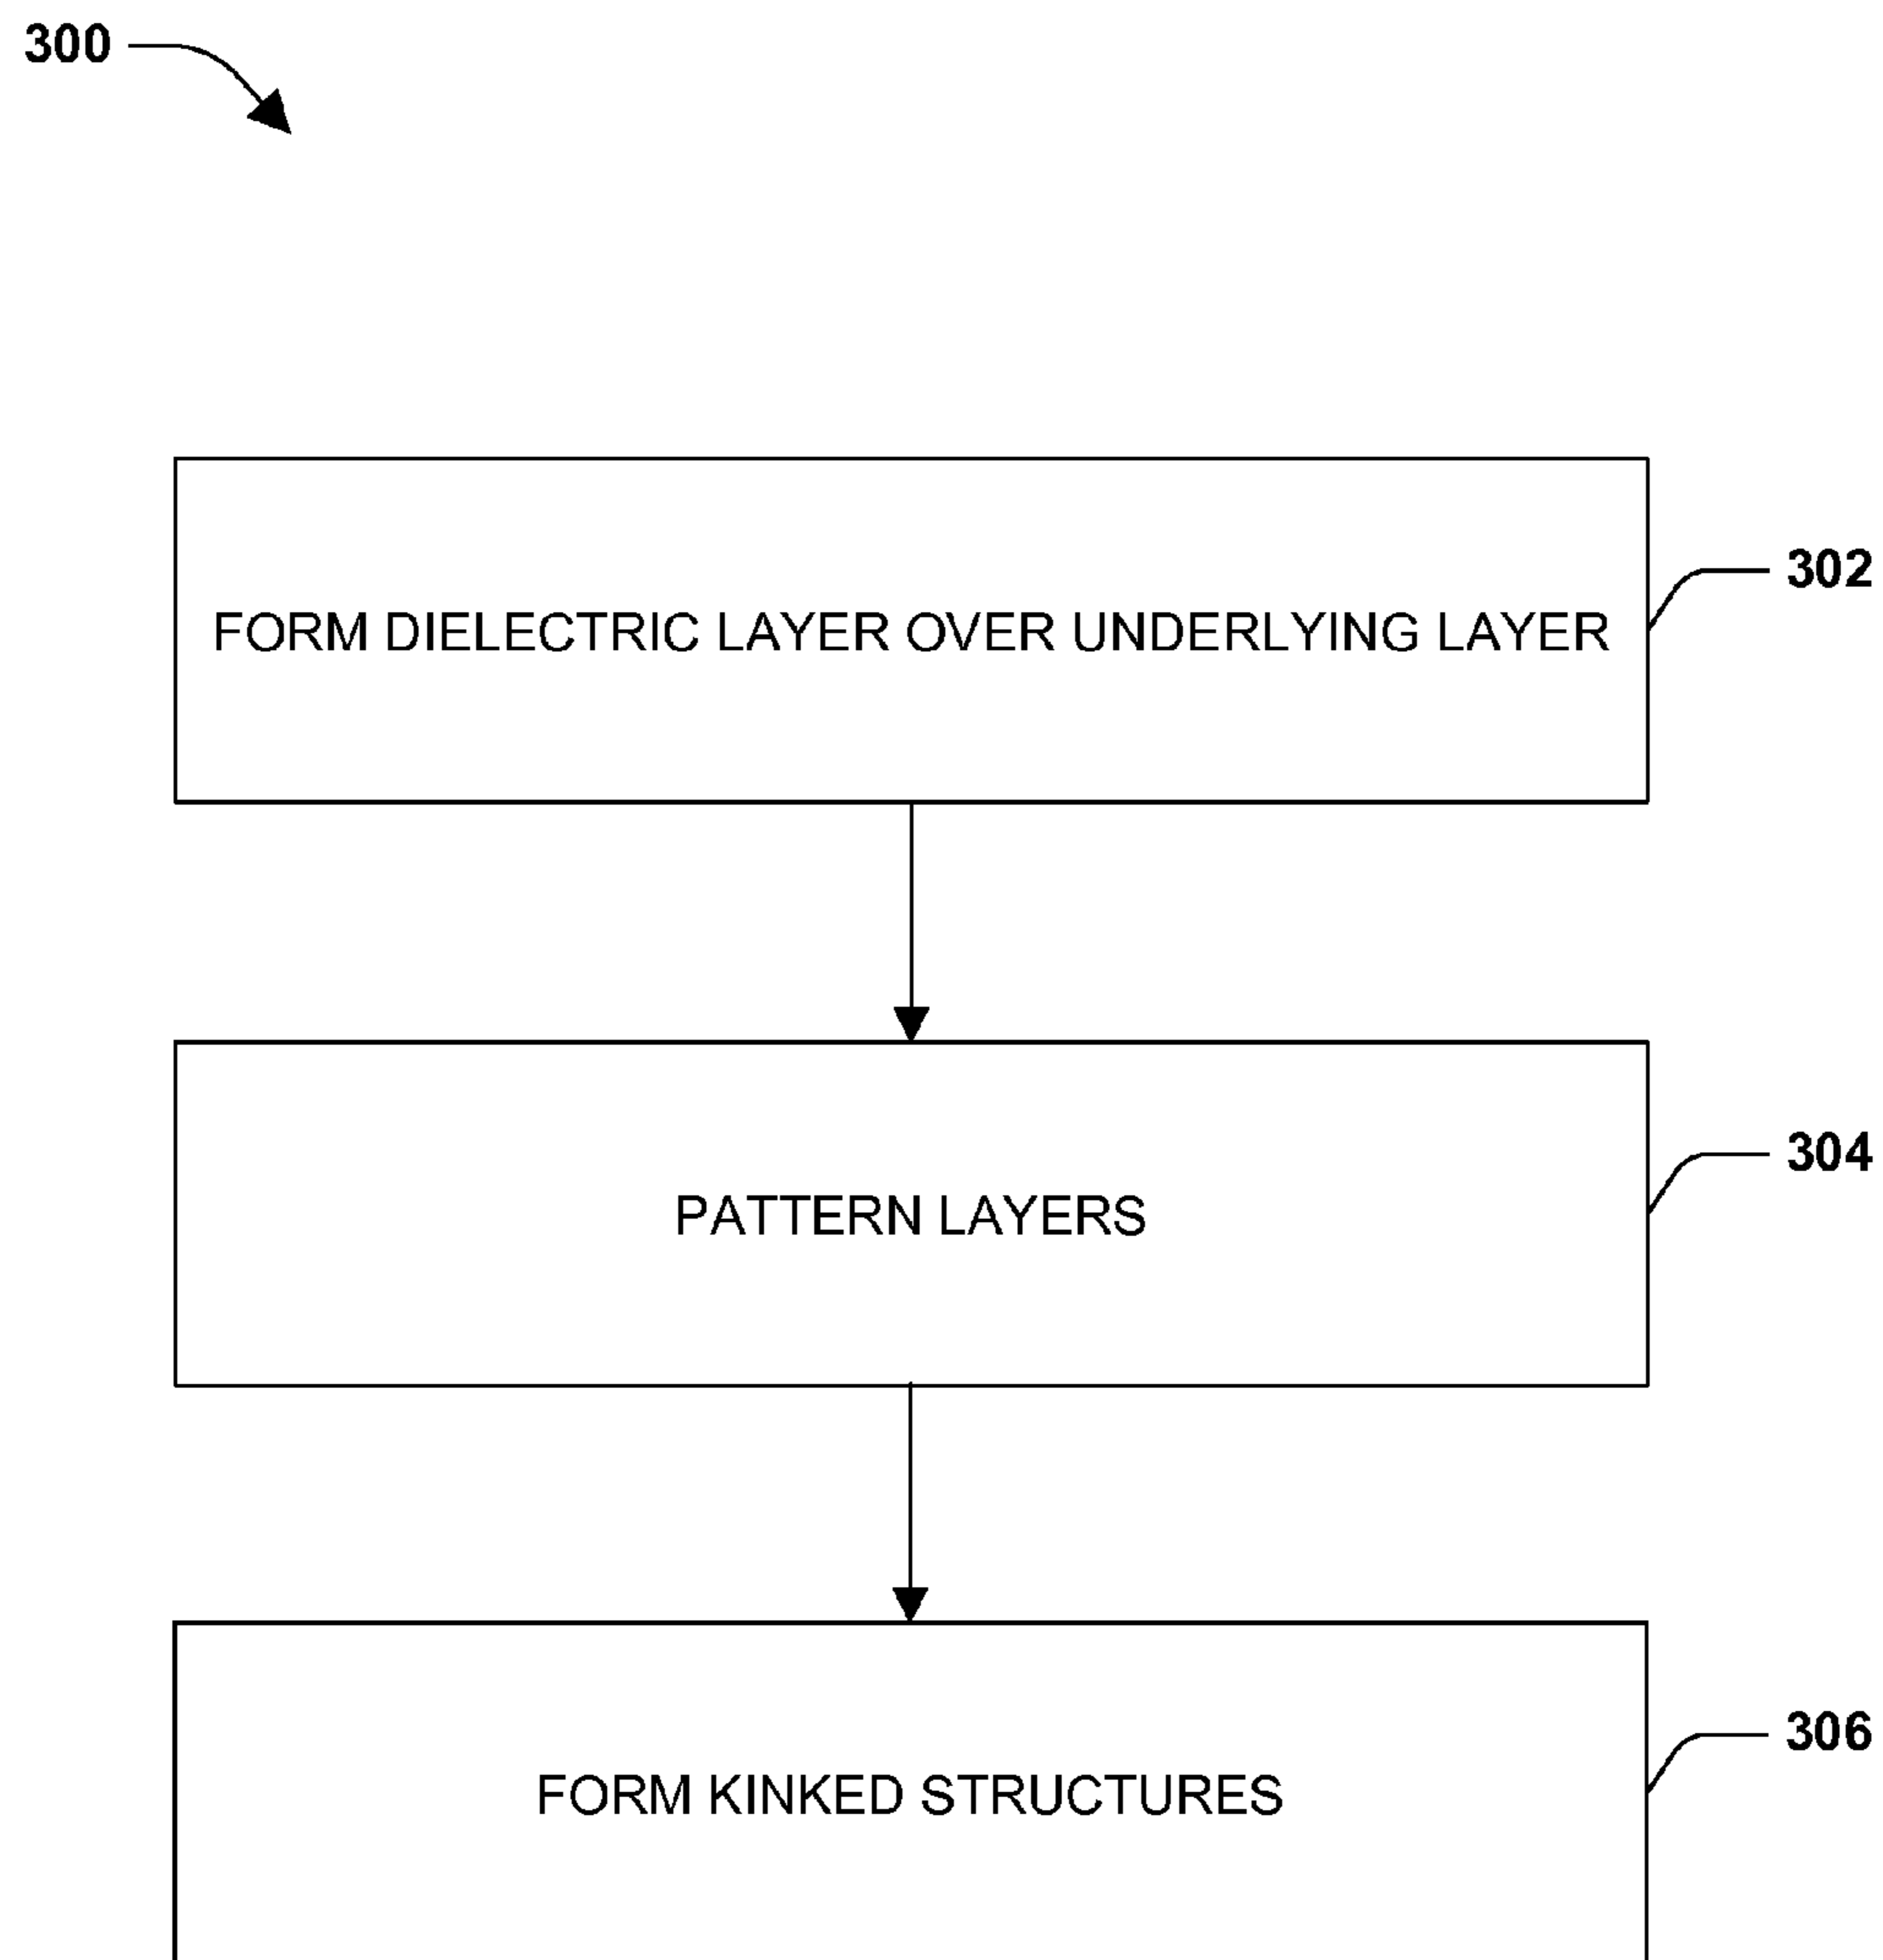 300
FORM DIELECTRIC LAYER OVER UNDERLYING LAYER
302
PATTERN LAYERS
304
FORM KINKED STRUCTURES
306